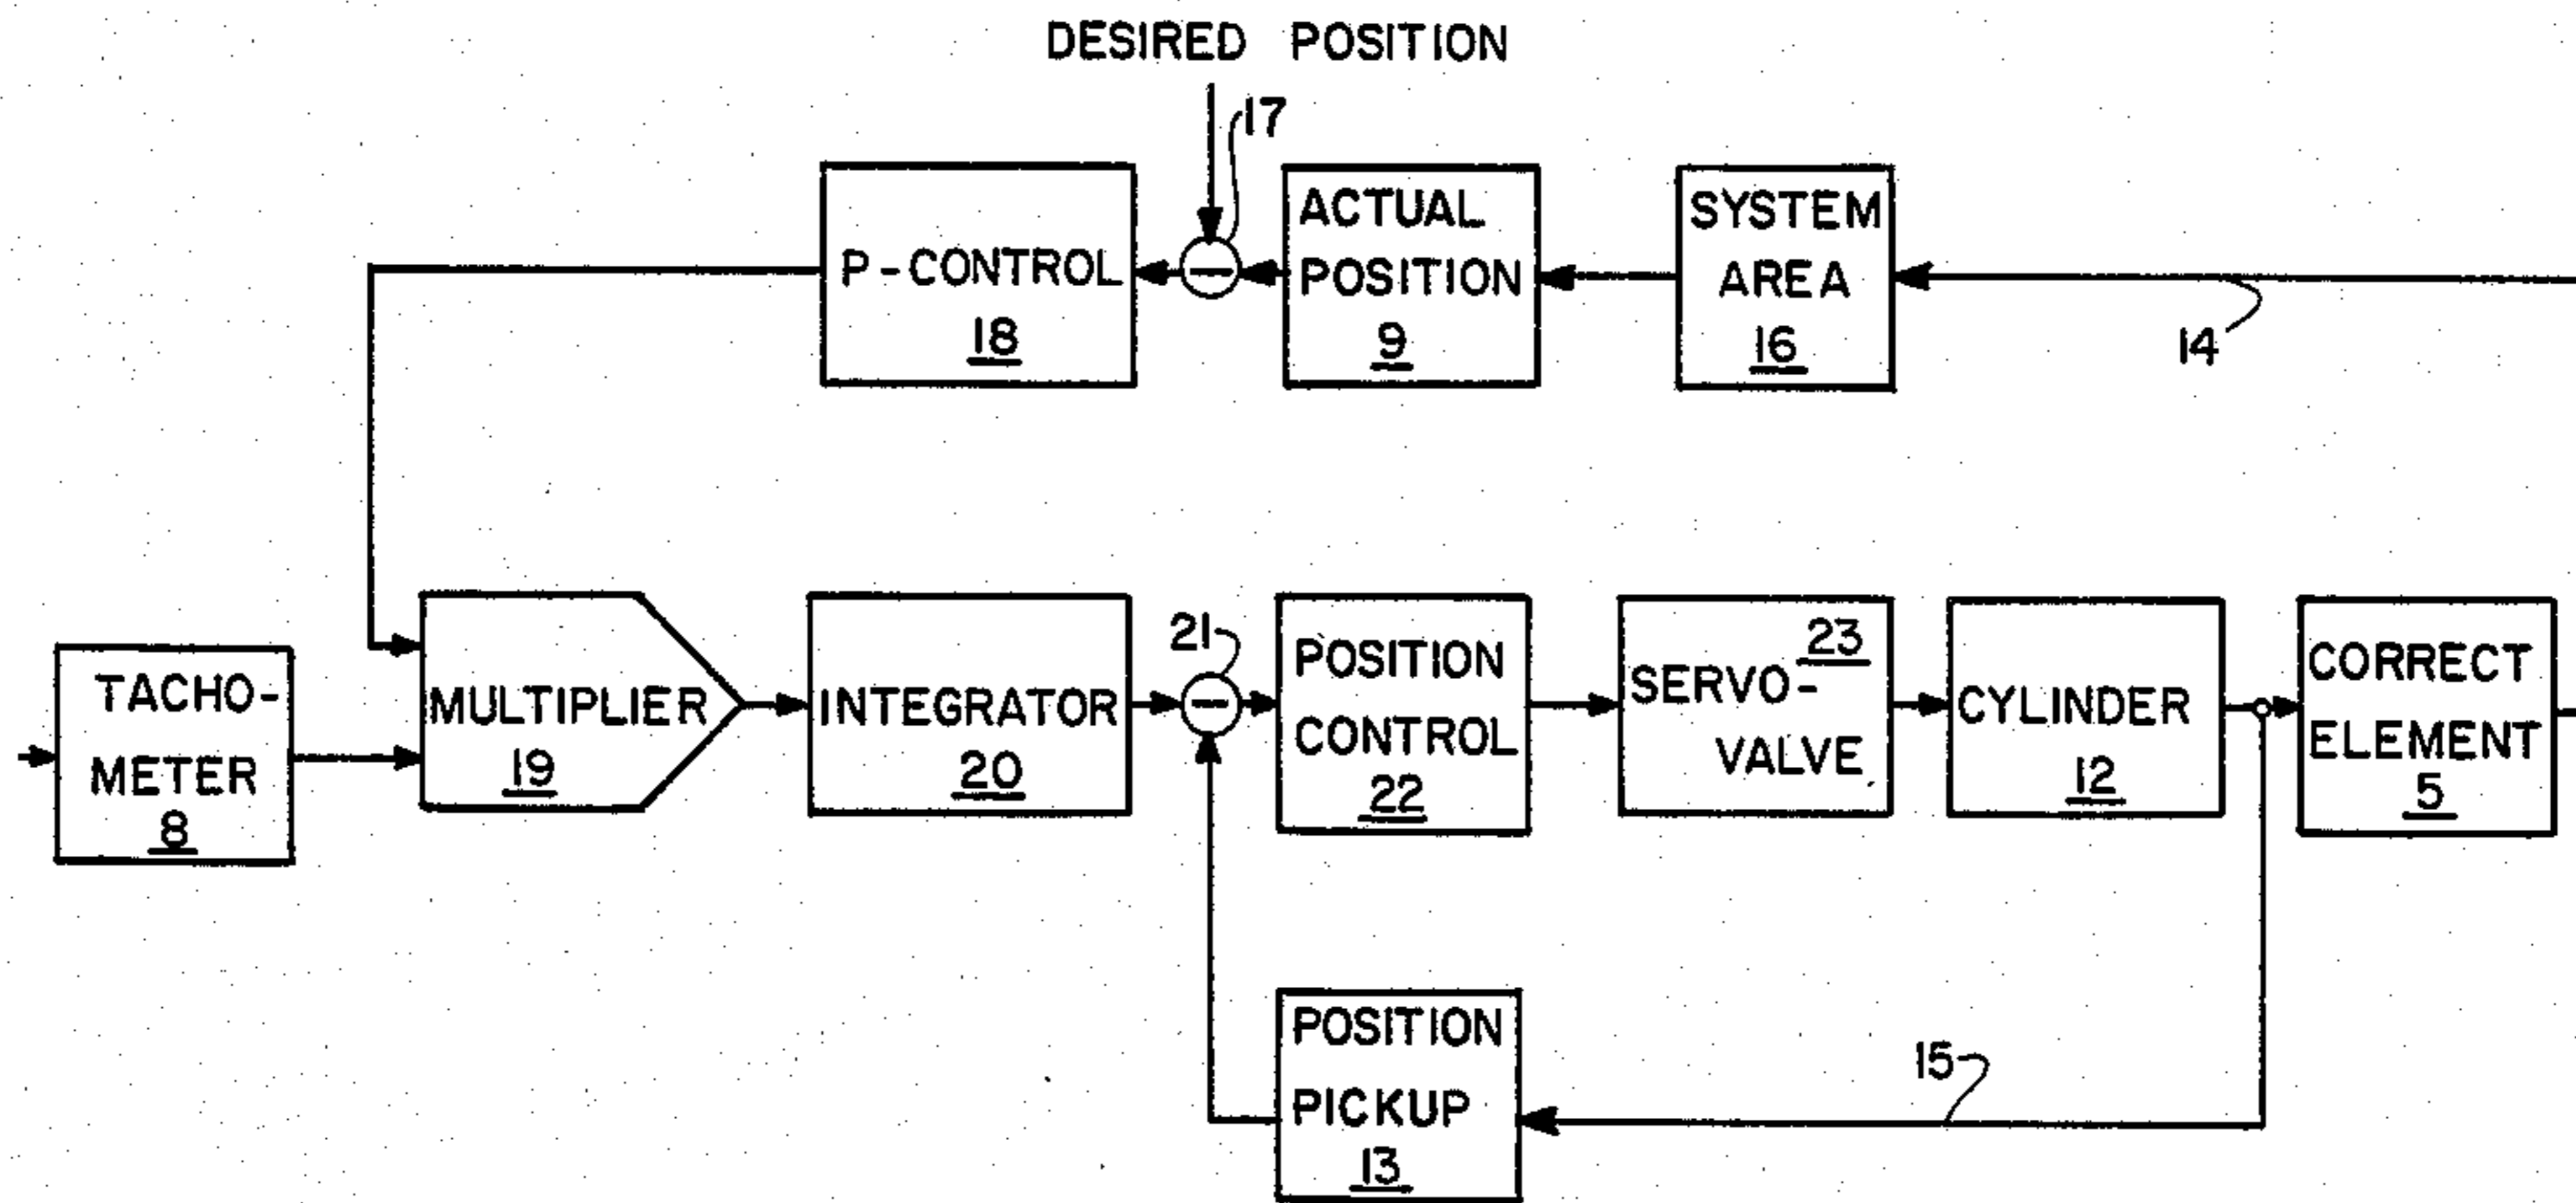 DESIRED POSITION
17
P-CONTROL
18
ACTUAL
POSITION
9
SYSTEM
AREA
16
14
TACHO-
METER
8
MULTIPLIER
19
INTEGRATOR
20
21
POSITION
CONTROL
22
23
SERVO-
VALVE
CYLINDER
12
CORRECT
ELEMENT
5
POSITION
PICKUP
13
15